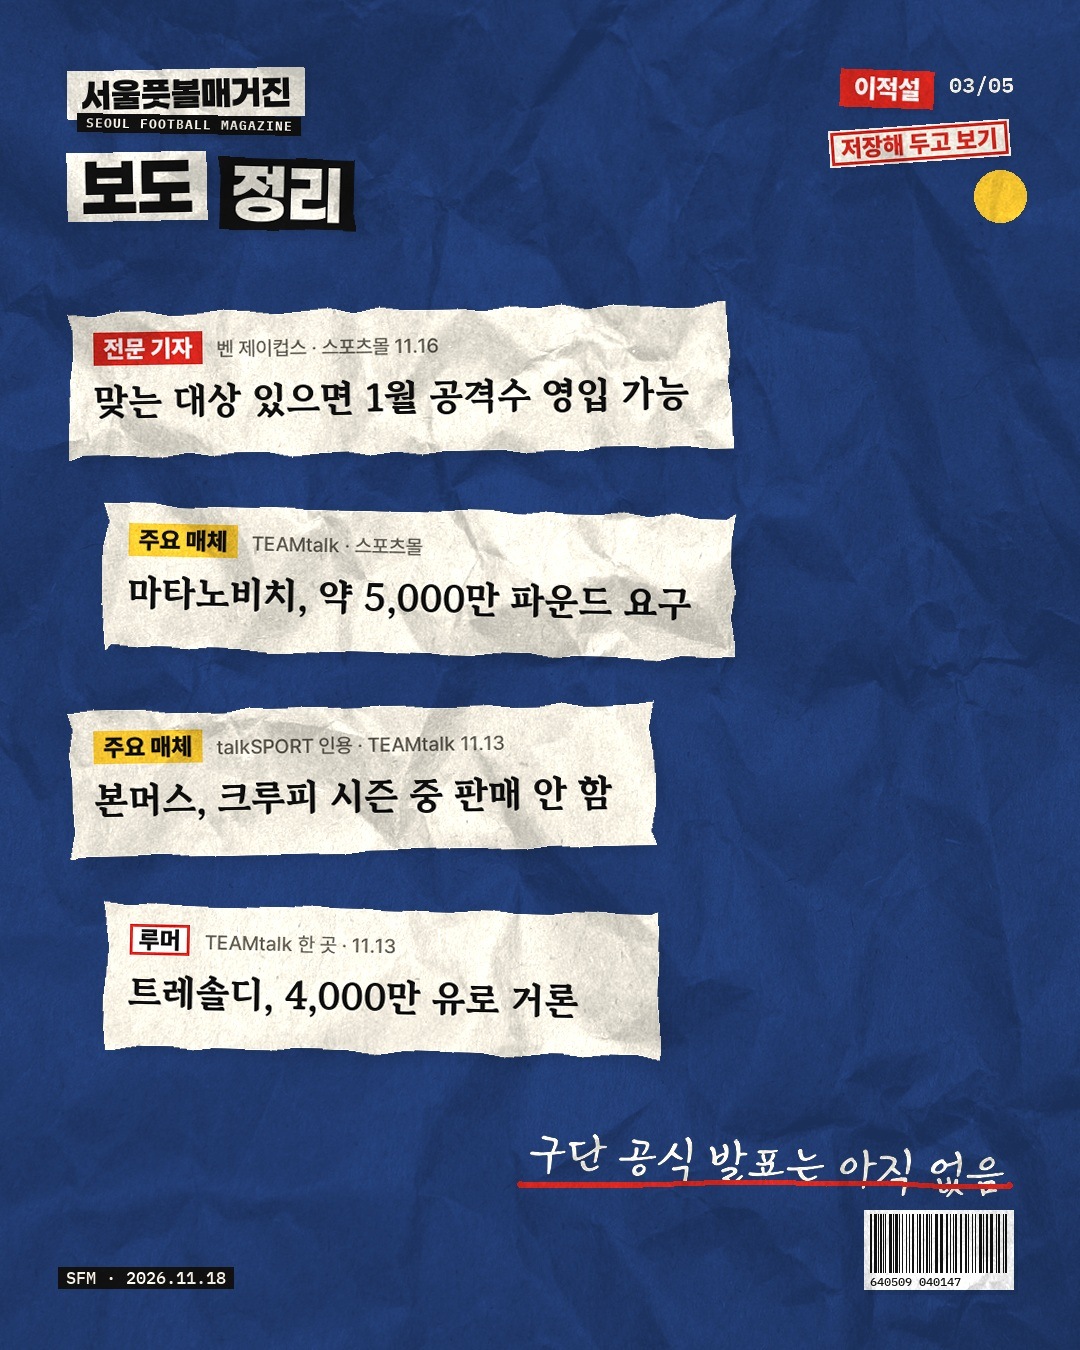 서울풋볼매거진
SEOUL FOOTBALL MAGAZINE
이적설 03/05
저장해 두고 보기
보도 정리
전문 기자 벤 제이컵스 · 스포츠몰 11.16
맞는 대상 있으면 1월 공격수 영입 가능
주요 매체 TEAMtalk · 스포츠몰
마타노비치, 약 5,000만 파운드 요구
주요 매체 talkSPORT 인용 · TEAMtalk 11.13
본머스, 크루피 시즌 중 판매 안 함
루머 TEAMtalk 한 곳 · 11.13
트레솔디, 4,000만 유로 거론
구단 공식 발표는 아직 없음
SFM · 2026.11.18
640509 040147